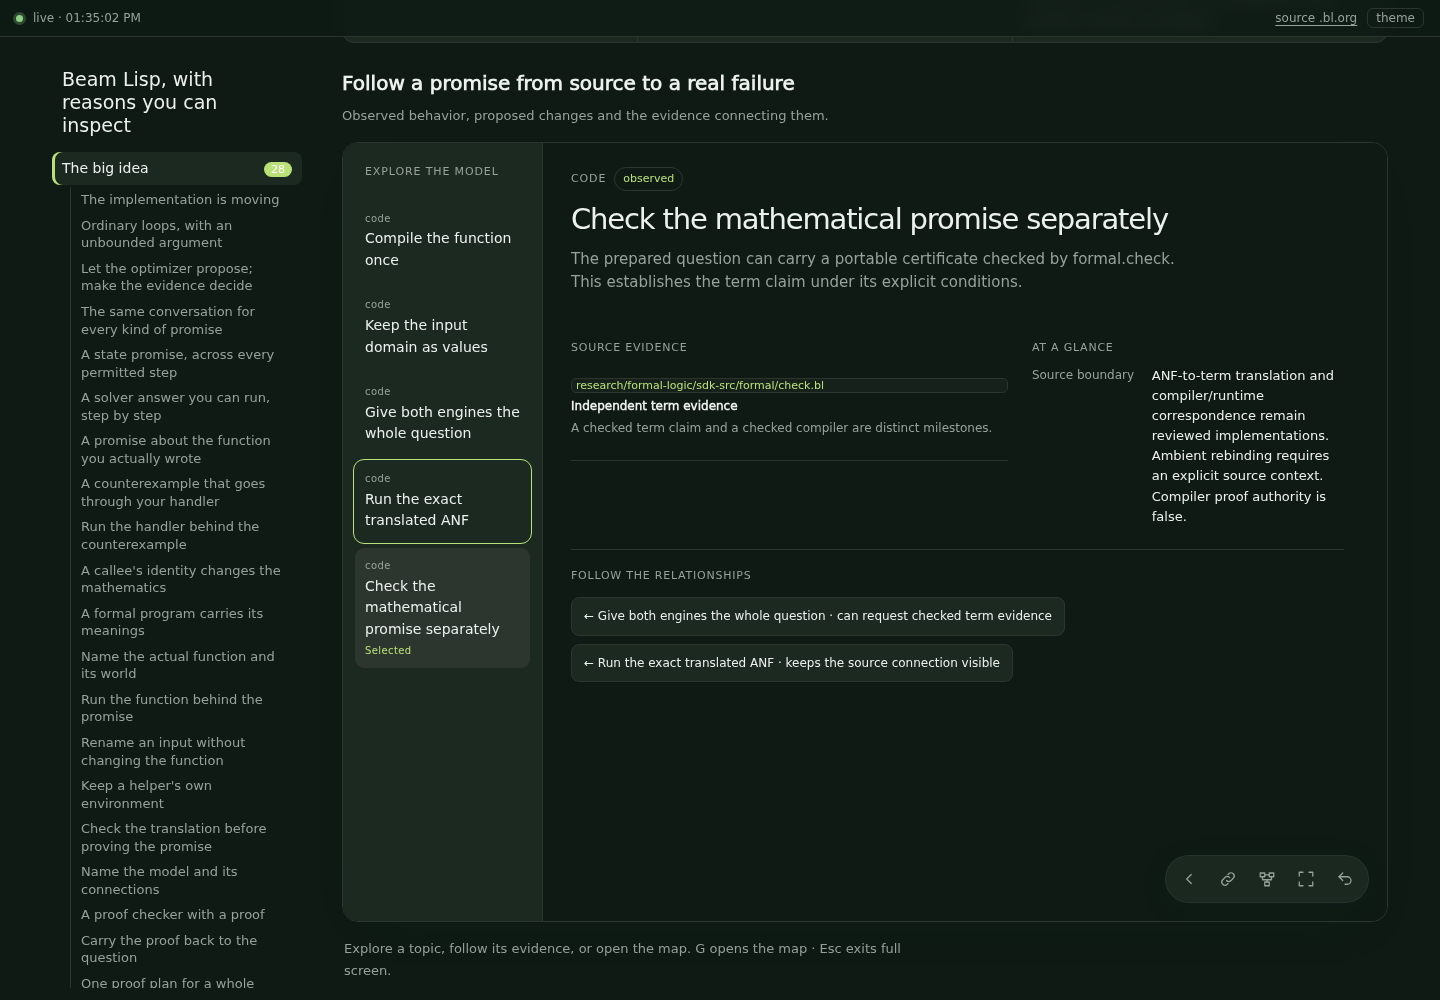 live · 01:35:02 PM
source .bl.org
theme
Beam Lisp, with
reasons you can
inspect
The big idea
28
The implementation is moving
Ordinary loops, with an
unbounded argument
Let the optimizer propose;
make the evidence decide
The same conversation for
every kind of promise
A state promise, across every
permitted step
A solver answer you can run,
step by step
A promise about the function
you actually wrote
A counterexample that goes
through your handler
Run the handler behind the
counterexample
A callee's identity changes the
mathematics
A formal program carries its
meanings
Name the actual function and
its world
Run the function behind the
promise
Rename an input without
changing the function
Keep a helper's own
environment
Check the translation before
proving the promise
Name the model and its
connections
A proof checker with a proof
Carry the proof back to the
question
One proof plan for a whole
Follow a promise from source to a real failure
Observed behavior, proposed changes and the evidence connecting them.
EXPLORE THE MODEL
code
Compile the function
once
code
Keep the input
domain as values
code
Give both engines the
whole question
code
Run the exact
translated ANF
code
Check the
mathematical
promise separately
Selected
CODE
observed
Check the mathematical promise separately
The prepared question can carry a portable certificate checked by formal.check.
This establishes the term claim under its explicit conditions.
SOURCE EVIDENCE
research/formal-logic/sdk-src/formal/check.bl
Independent term evidence
A checked term claim and a checked compiler are distinct milestones.
AT A GLANCE
Source boundary
ANF-to-term translation and
compiler/runtime
correspondence remain
reviewed implementations.
Ambient rebinding requires
an explicit source context.
Compiler proof authority is
false.
FOLLOW THE RELATIONSHIPS
← Give both engines the whole question · can request checked term evidence
← Run the exact translated ANF · keeps the source connection visible
Explore a topic, follow its evidence, or open the map. G opens the map · Esc exits full
screen.